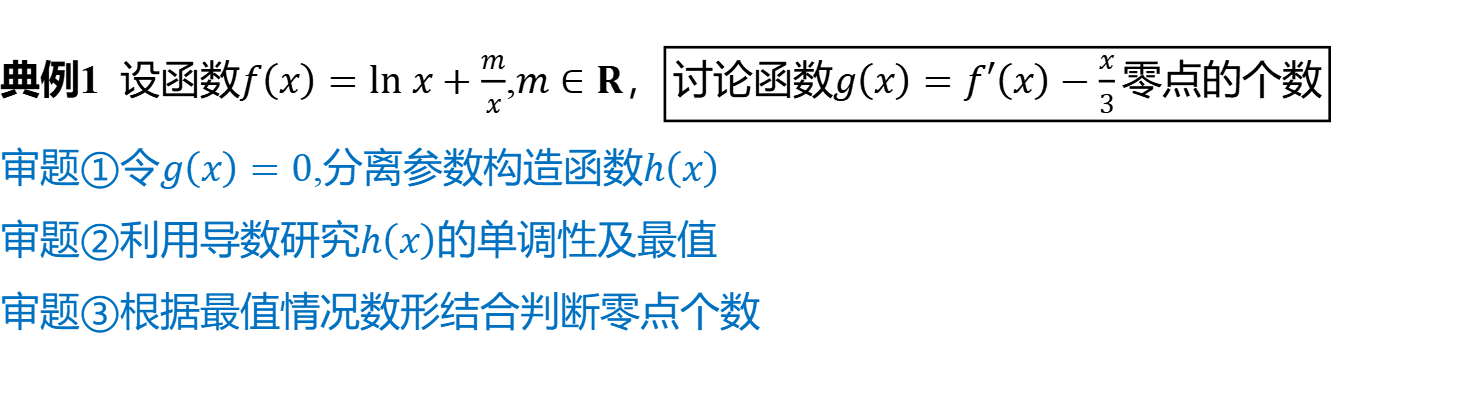 典例1 设函数f(x) = ln x + m/x,m ∈ R，讨论函数g(x) = f′(x) − x/3零点的个数
审题①令g(x) = 0,分离参数构造函数h(x)
审题②利用导数研究h(x)的单调性及最值
审题③根据最值情况数形结合判断零点个数